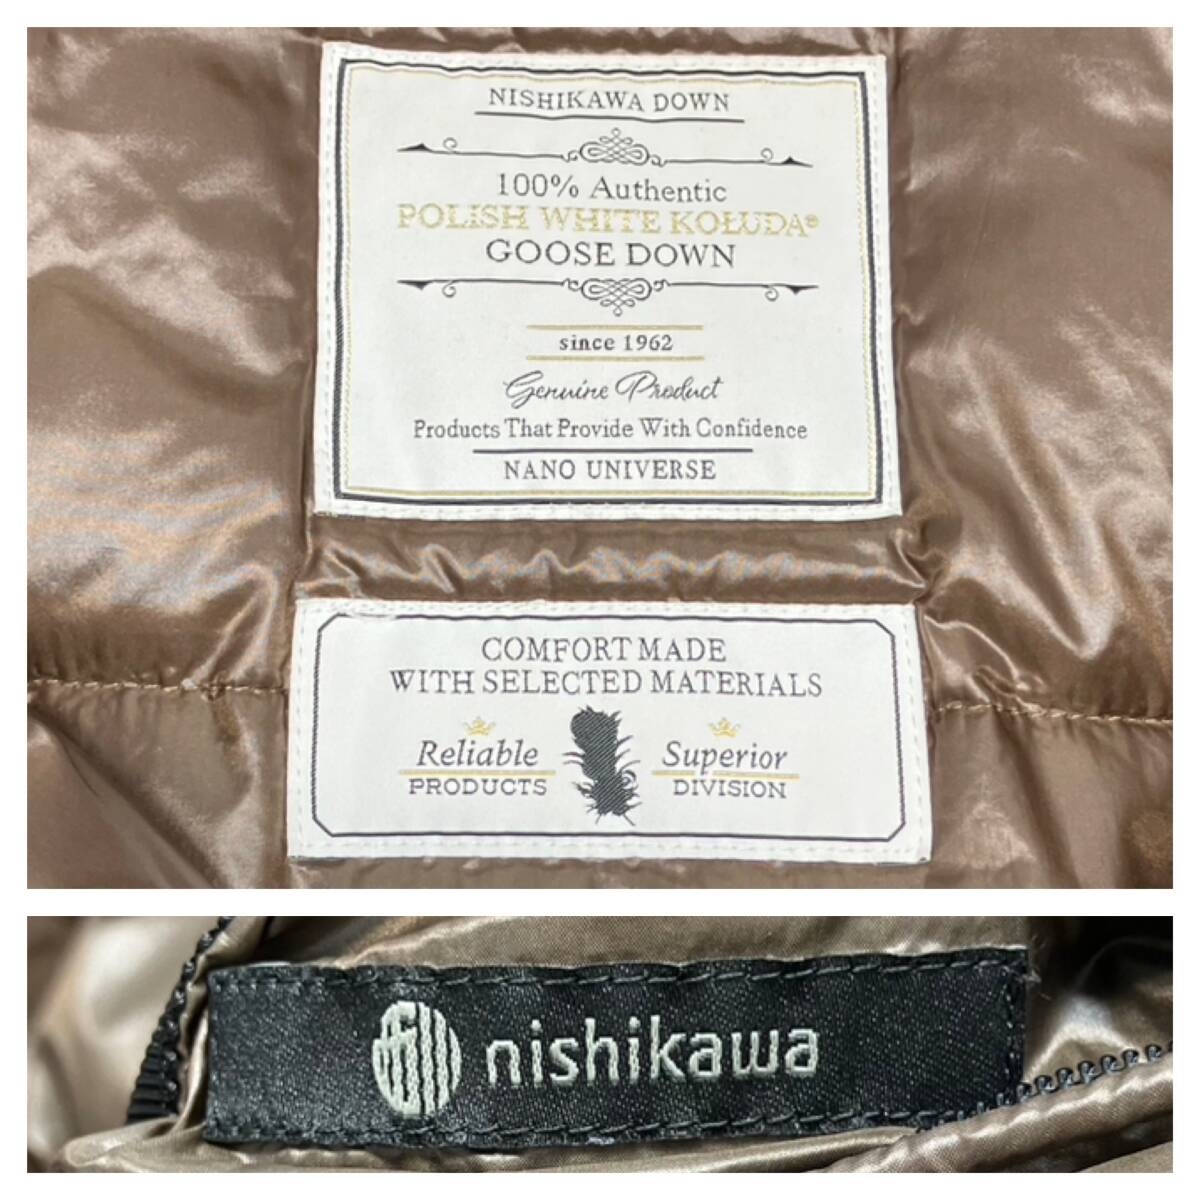 NISHIKAWA DOWN
100% Authentic
POLISH WHITE KOŁUDA®
GOOSE DOWN
since 1962
Genuine Product
Products That Provide With Confidence
NANO UNIVERSE
COMFORT MADE
WITH SELECTED MATERIALS
Reliable
PRODUCTS
Superior
DIVISION
nishikawa